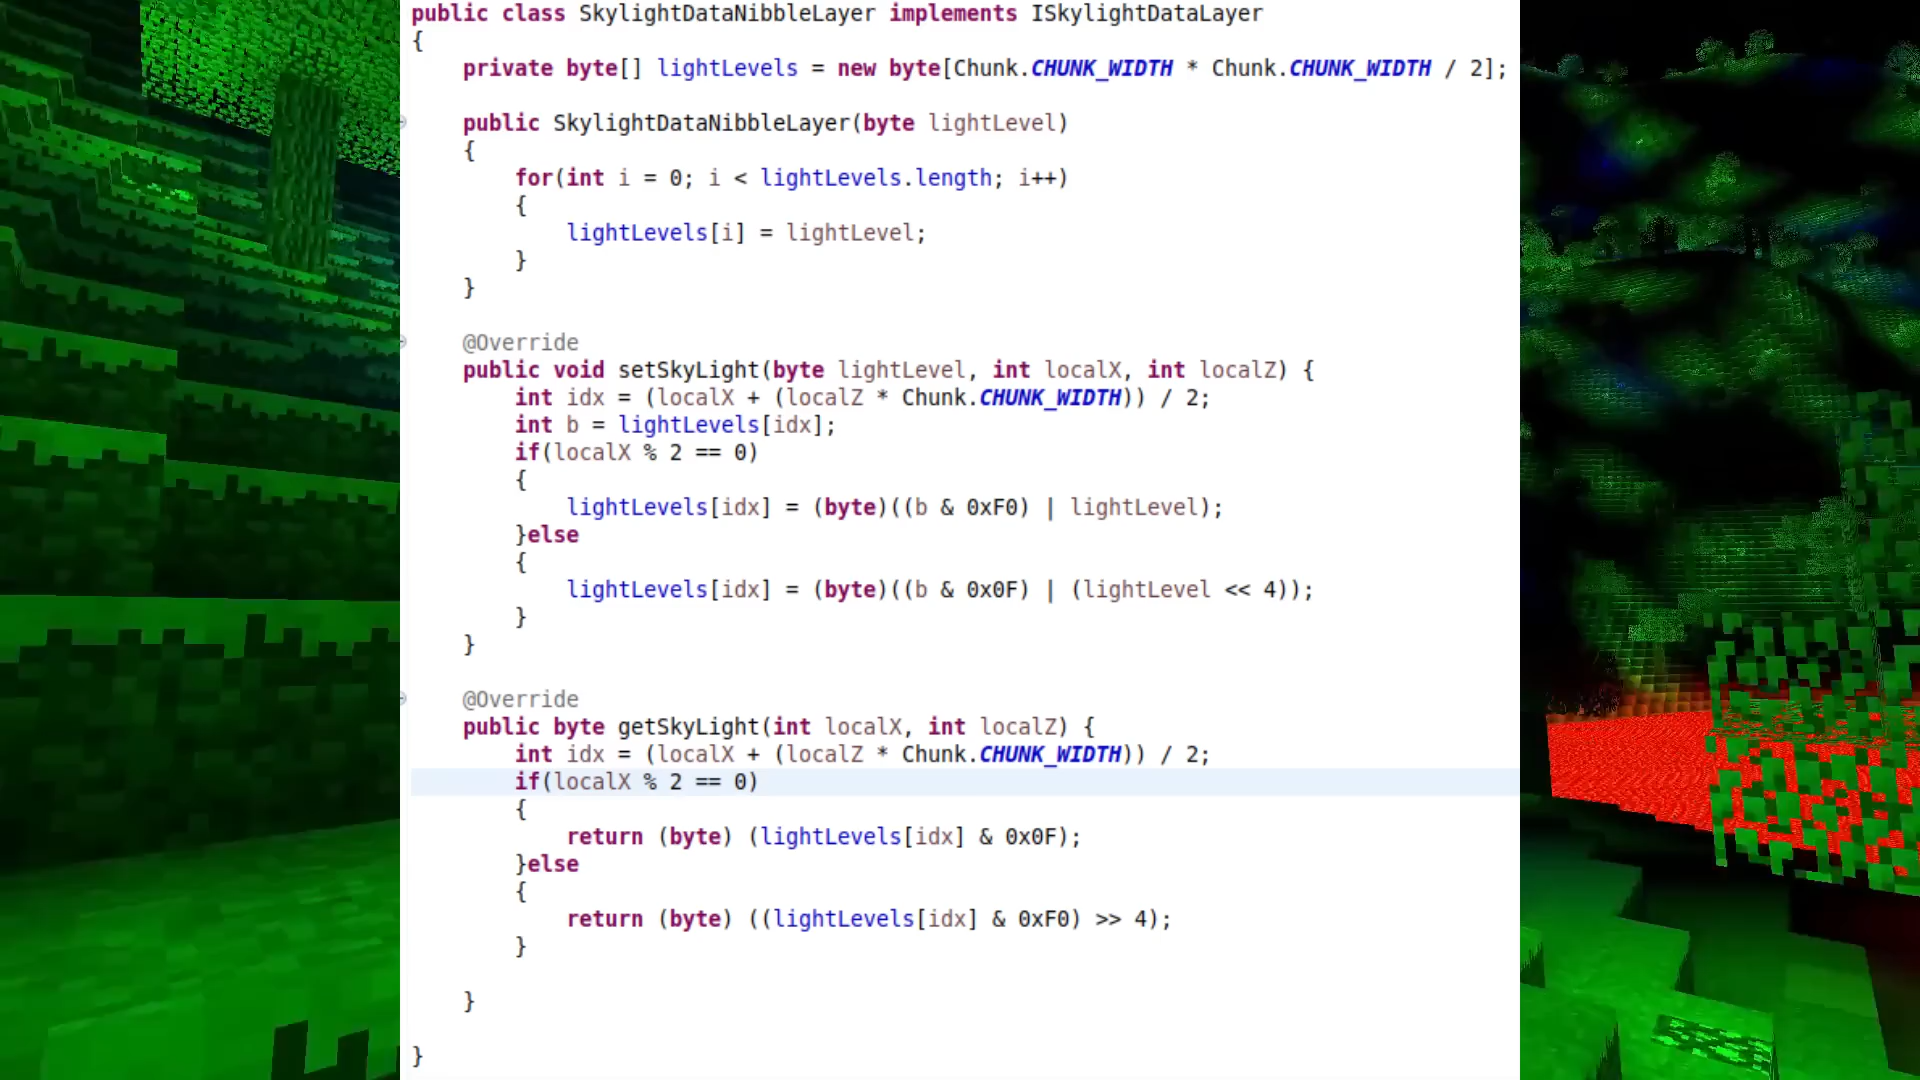 public class SkylightDataNibbleLayer implements ISkylightDataLayer
{
    private byte[] lightLevels = new byte[Chunk.CHUNK_WIDTH * Chunk.CHUNK_WIDTH / 2];

    public SkylightDataNibbleLayer(byte lightLevel)
    {
        for(int i = 0; i < lightLevels.length; i++)
        {
            lightLevels[i] = lightLevel;
        }
    }

    @Override
    public void setSkyLight(byte lightLevel, int localX, int localZ) {
        int idx = (localX + (localZ * Chunk.CHUNK_WIDTH)) / 2;
        int b = lightLevels[idx];
        if(localX % 2 == 0)
        {
            lightLevels[idx] = (byte)((b & 0xF0) | lightLevel);
        }else
        {
            lightLevels[idx] = (byte)((b & 0x0F) | (lightLevel << 4));
        }
    }

    @Override
    public byte getSkyLight(int localX, int localZ) {
        int idx = (localX + (localZ * Chunk.CHUNK_WIDTH)) / 2;
        if(localX % 2 == 0)
        {
            return (byte) (lightLevels[idx] & 0x0F);
        }else
        {
            return (byte) ((lightLevels[idx] & 0xF0) >> 4);
        }

    }

}